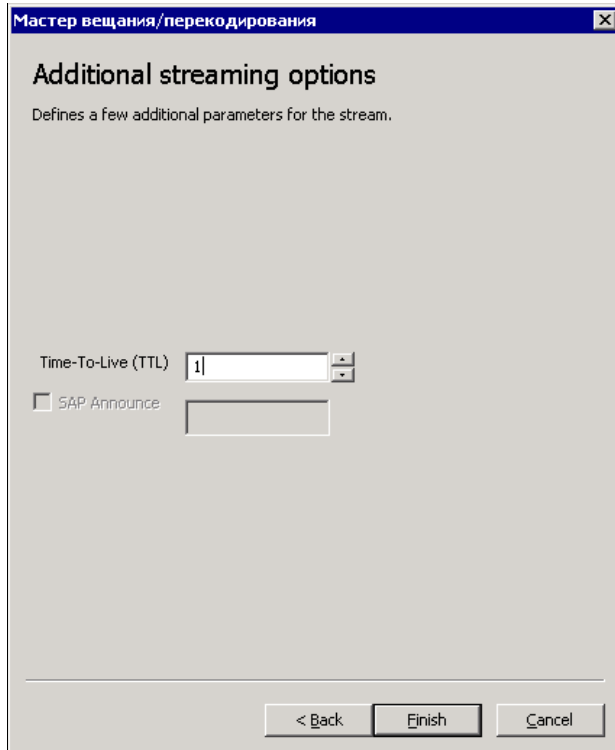 Мастер вещания/перекодирования
Additional streaming options
Defines a few additional parameters for the stream.
Time-To-Live (TTL) 1
SAP Announce
< Back Finish Cancel